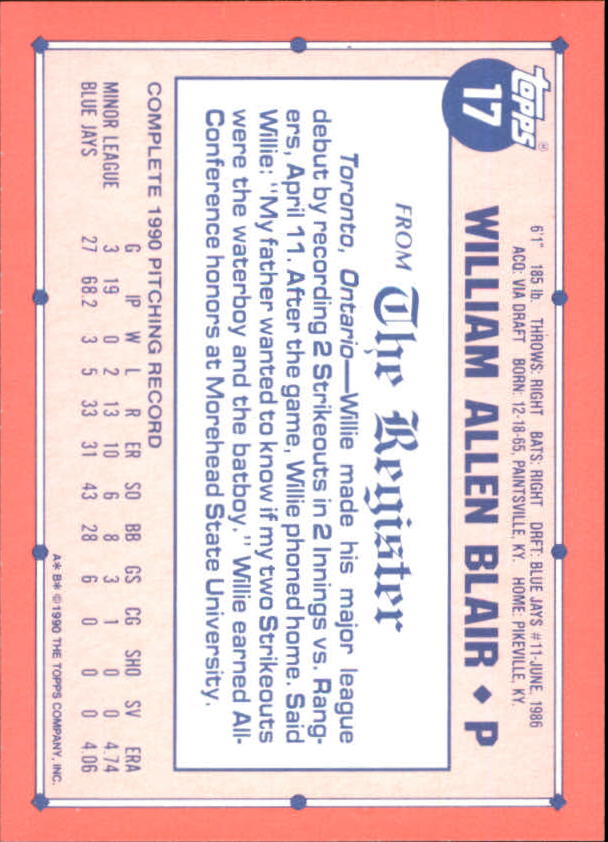 topps®
17
6'1" 185 lb. THROWS: RIGHT BATS: RIGHT DRFT: BLUE JAYS #11-JUNE, 1986
ACQ: VIA DRAFT BORN: 12-18-65, PAINTSVILLE, KY. HOME: PIKEVILLE, KY.
WILLIAM ALLEN BLAIR ♦ P
FROM The Register
Toronto, Ontario—Willie made his major league
debut by recording 2 Strikeouts in 2 Innings vs. Rang-
ers, April 11. After the game, Willie phoned home. Said
Willie: "My father wanted to know if my two Strikeouts
were the waterboy and the batboy." Willie earned All-
Conference honors at Morehead State University.
COMPLETE 1990 PITCHING RECORD
G IP W L R ER SO BB GS CG SHO SV ERA
MINOR LEAGUE 3 19 0 2 13 10 6 8 3 1 0 0 4.74
BLUE JAYS 27 68.2 3 5 33 31 43 28 6 0 0 0 4.06
A* B* © 1990 THE TOPPS COMPANY, INC.